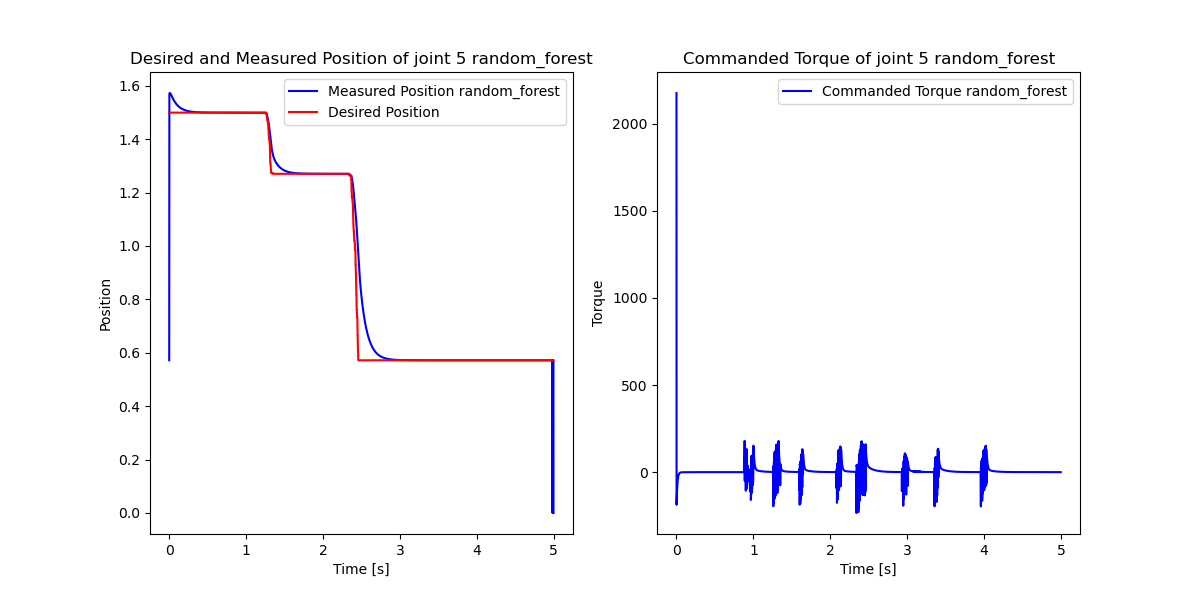 Desired and Measured Position of joint 5 random_forest
Measured Position random_forest
Desired Position
Position
1.6
1.4
1.2
1.0
0.8
0.6
0.4
0.2
0.0
0 1 2 3 4 5
Time [s]
Commanded Torque of joint 5 random_forest
Commanded Torque random_forest
Torque
2000
1500
1000
500
0
0 1 2 3 4 5
Time [s]